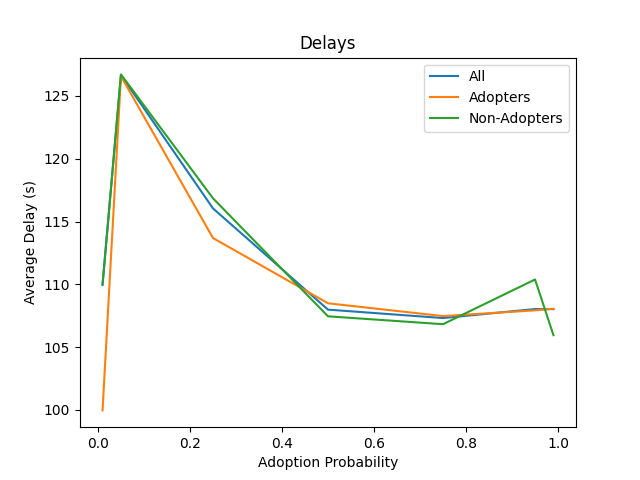 Delays
All
Adopters
Non-Adopters
125
120
115
110
105
100
Average Delay (s)
0.0 0.2 0.4 0.6 0.8 1.0
Adoption Probability